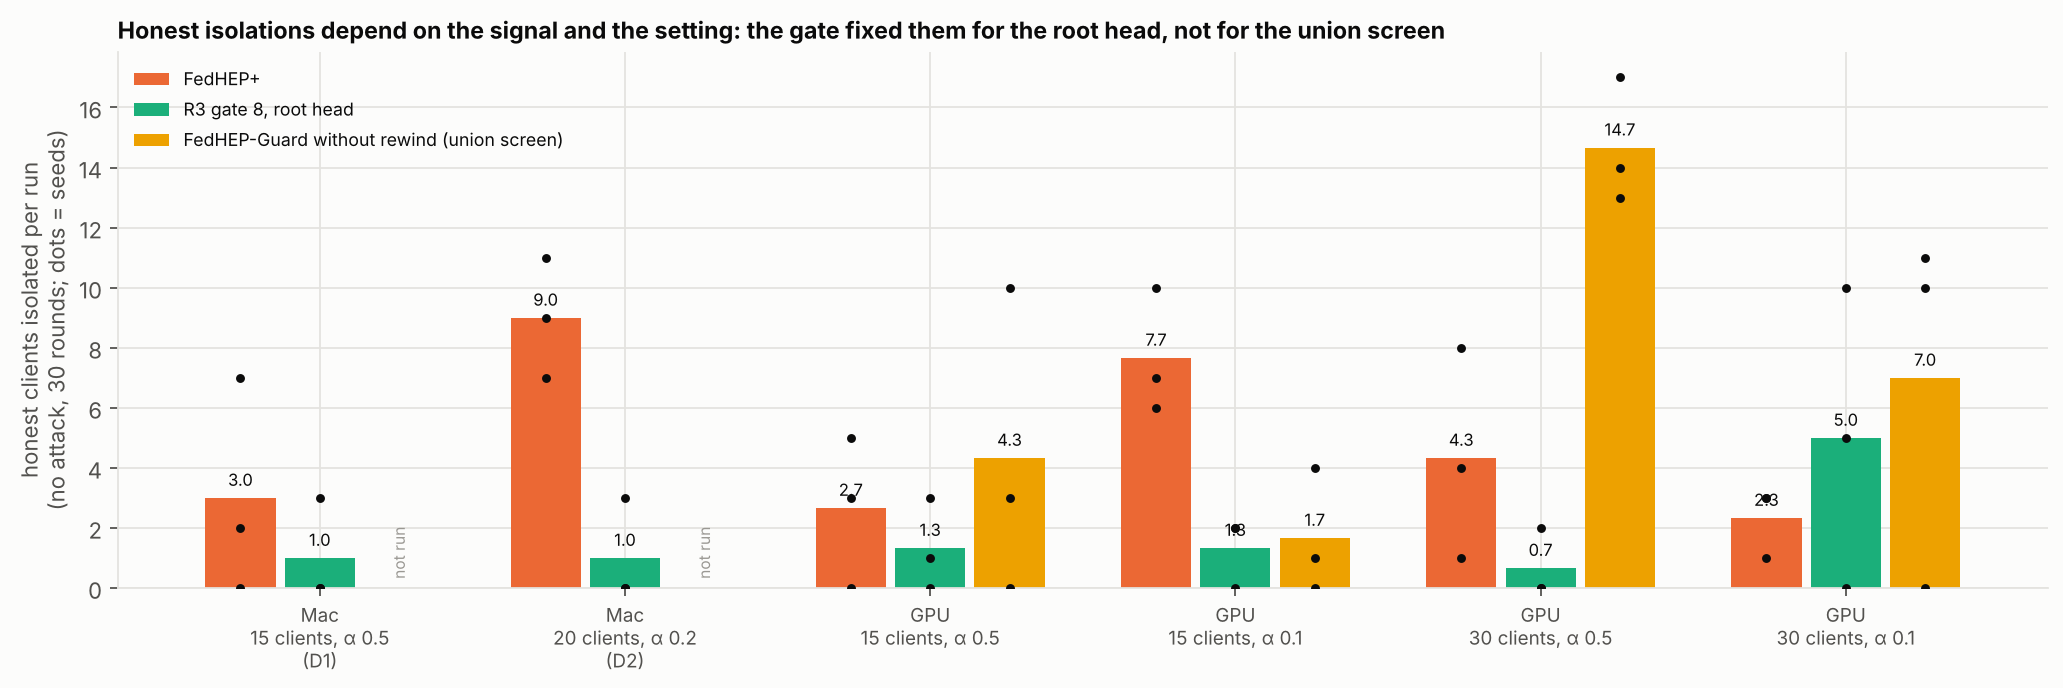 Honest isolations depend on the signal and the setting: the gate fixed them for the root head, not for the union screen
FedHEP+
R3 gate 8, root head
FedHEP-Guard without rewind (union screen)
honest clients isolated per run
(no attack, 30 rounds; dots = seeds)
16
14
12
10
8
6
4
2
0
3.0
1.0
not run
9.0
1.0
not run
2.7
1.3
4.3
7.7
1.3
1.7
4.3
0.7
14.7
2.3
5.0
7.0
Mac
15 clients, α 0.5
(D1)
Mac
20 clients, α 0.2
(D2)
GPU
15 clients, α 0.5
GPU
15 clients, α 0.1
GPU
30 clients, α 0.5
GPU
30 clients, α 0.1